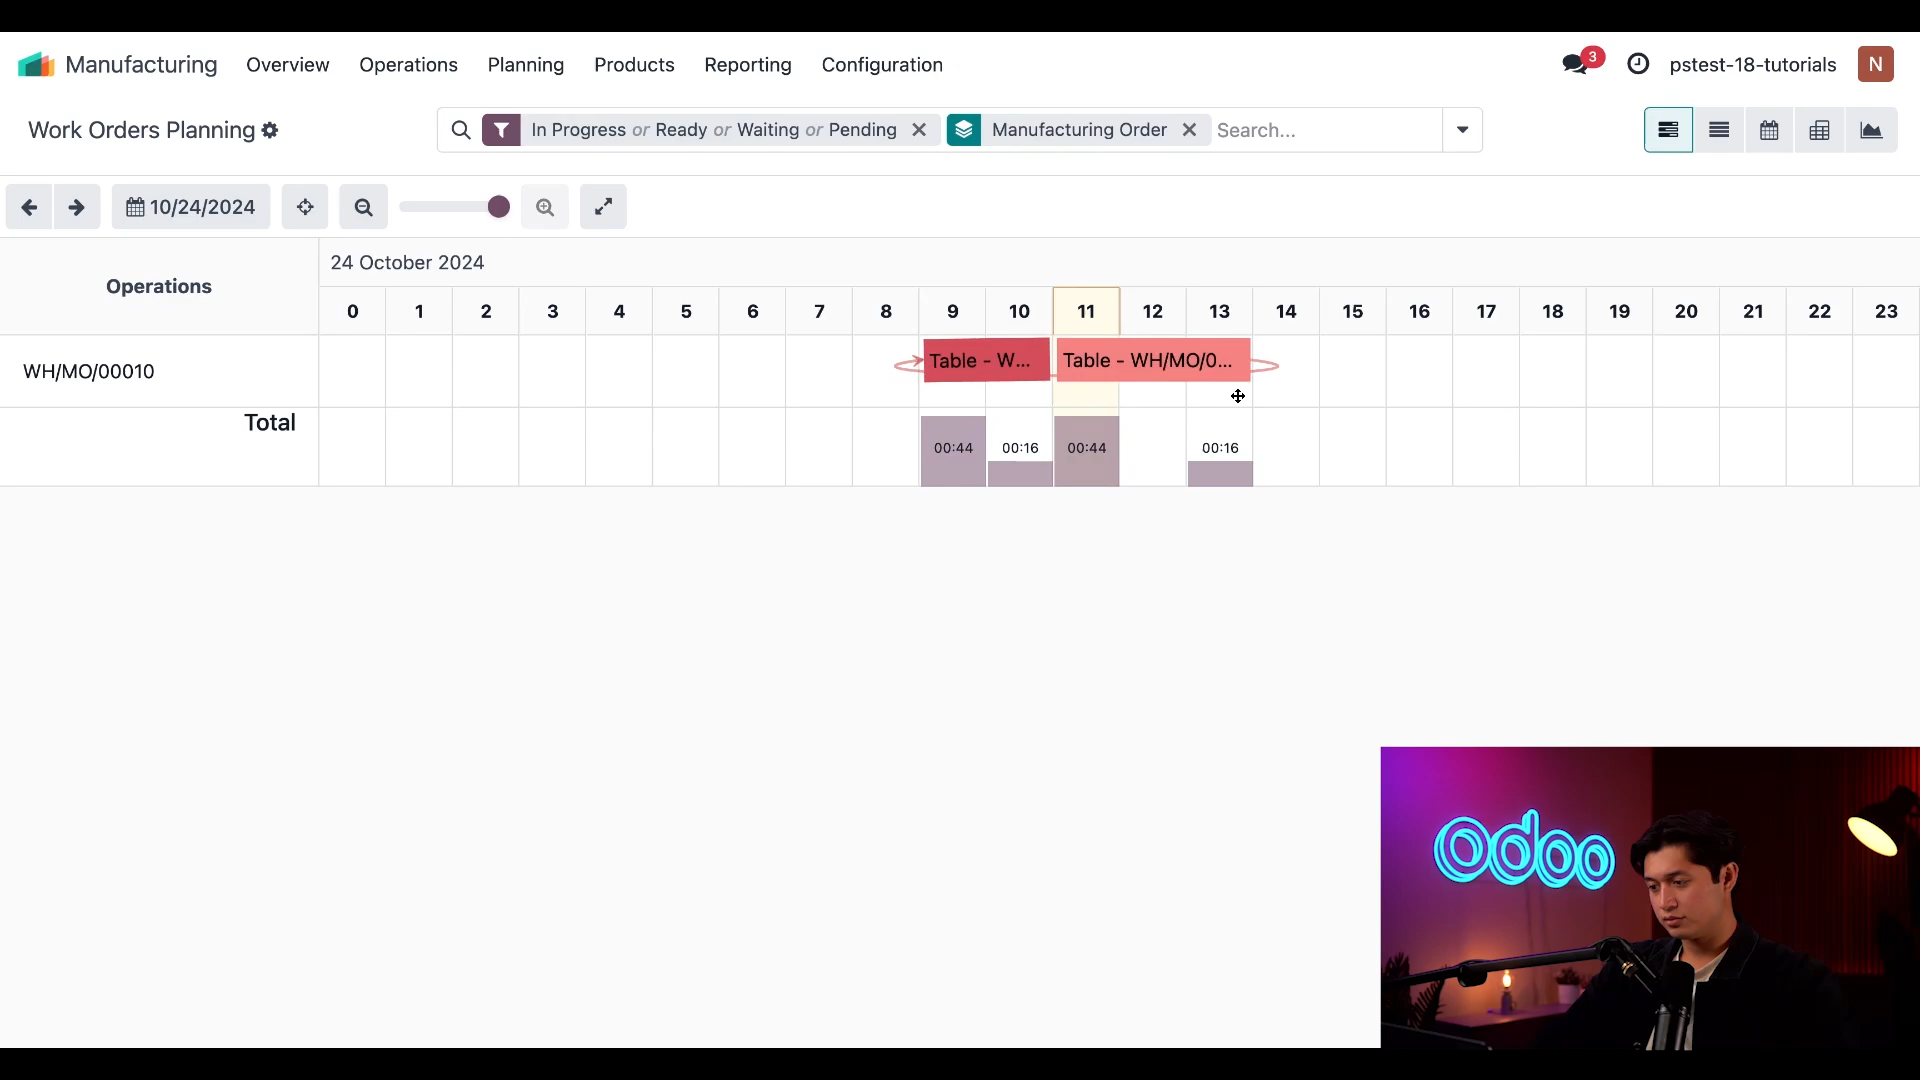 Manufacturing Overview Operations Planning Products Reporting Configuration 3 pstest-18-tutorials N
Work Orders Planning In Progress or Ready or Waiting or Pending Manufacturing Order Search...
10/24/2024
Operations
24 October 2024
0 1 2 3 4 5 6 7 8 9 10 11 12 13 14 15 16 17 18 19 20 21 22 23
WH/MO/00010
Table - W... Table - WH/MO/0...
Total
00:44 00:16 00:44 00:16
odoo